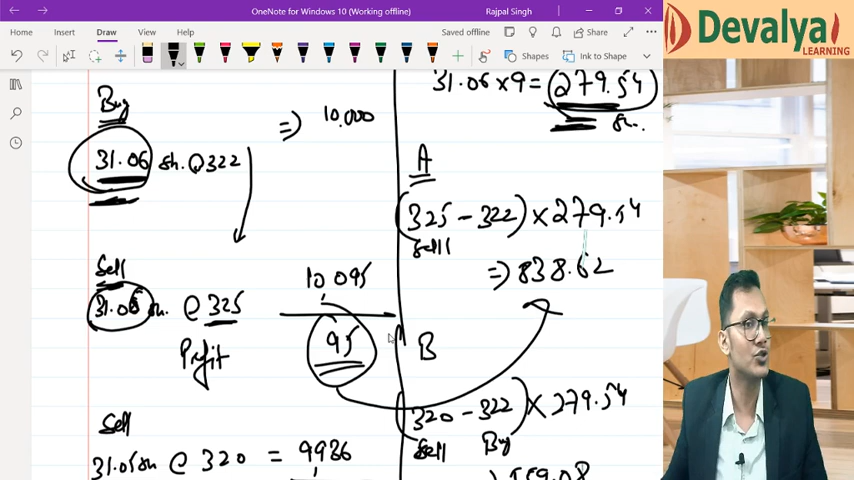 OneNote for Windows 10 (Working offline)
Rajpal Singh
Home
Insert
Draw
View
Help
Saved offline
Share
Shapes
Ink to Shape
Devalya
LEARNING
Buy
=> 10,000
31.06 sh. @322
Sell
31.06 sh. @ 325
Profit
10,095
95
Sell
31.06sh @ 320 = 9936
31.06 x 9 = 279.54
sh.
A
(325 - 322) x 279.54
Sell
=> 838.62
B
(320 - 322) x 279.54
Sell Buy